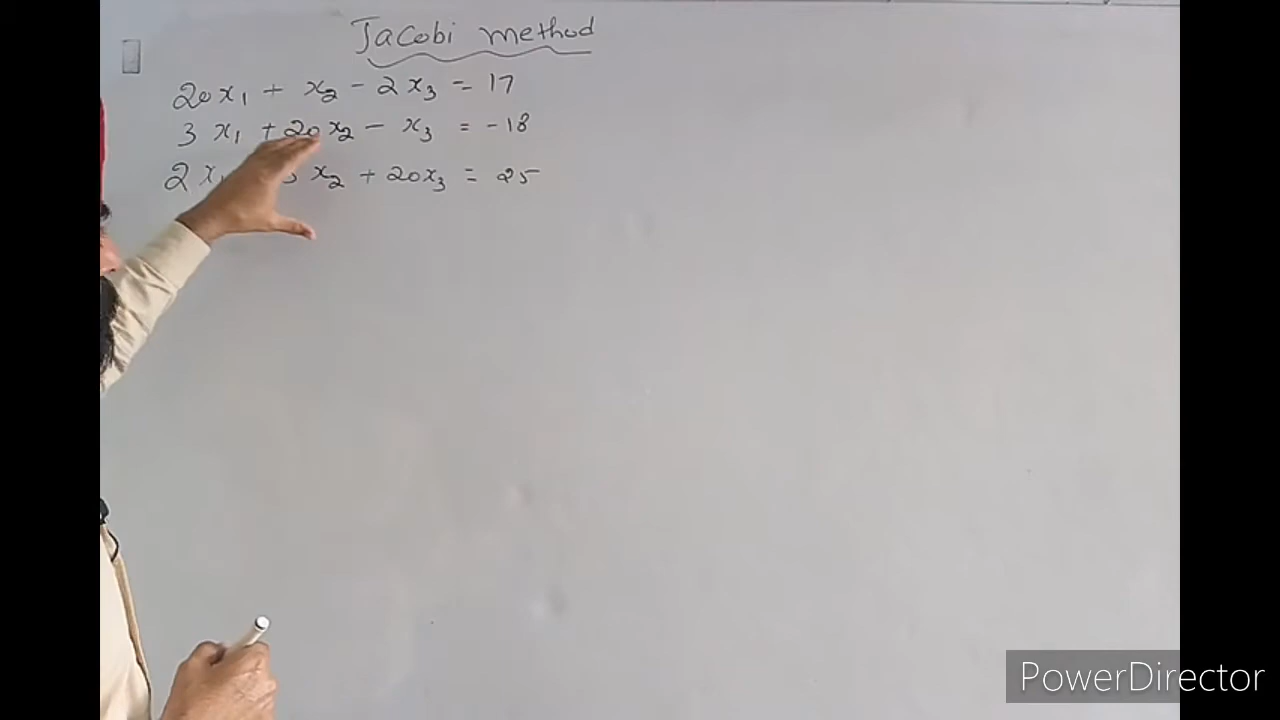 Jacobi method
20x₁ + x₂ - 2x₃ = 17
3x₁ + 20x₂ - x₃ = -18
2x₁ x₂ + 20x₃ = 25
PowerDirector